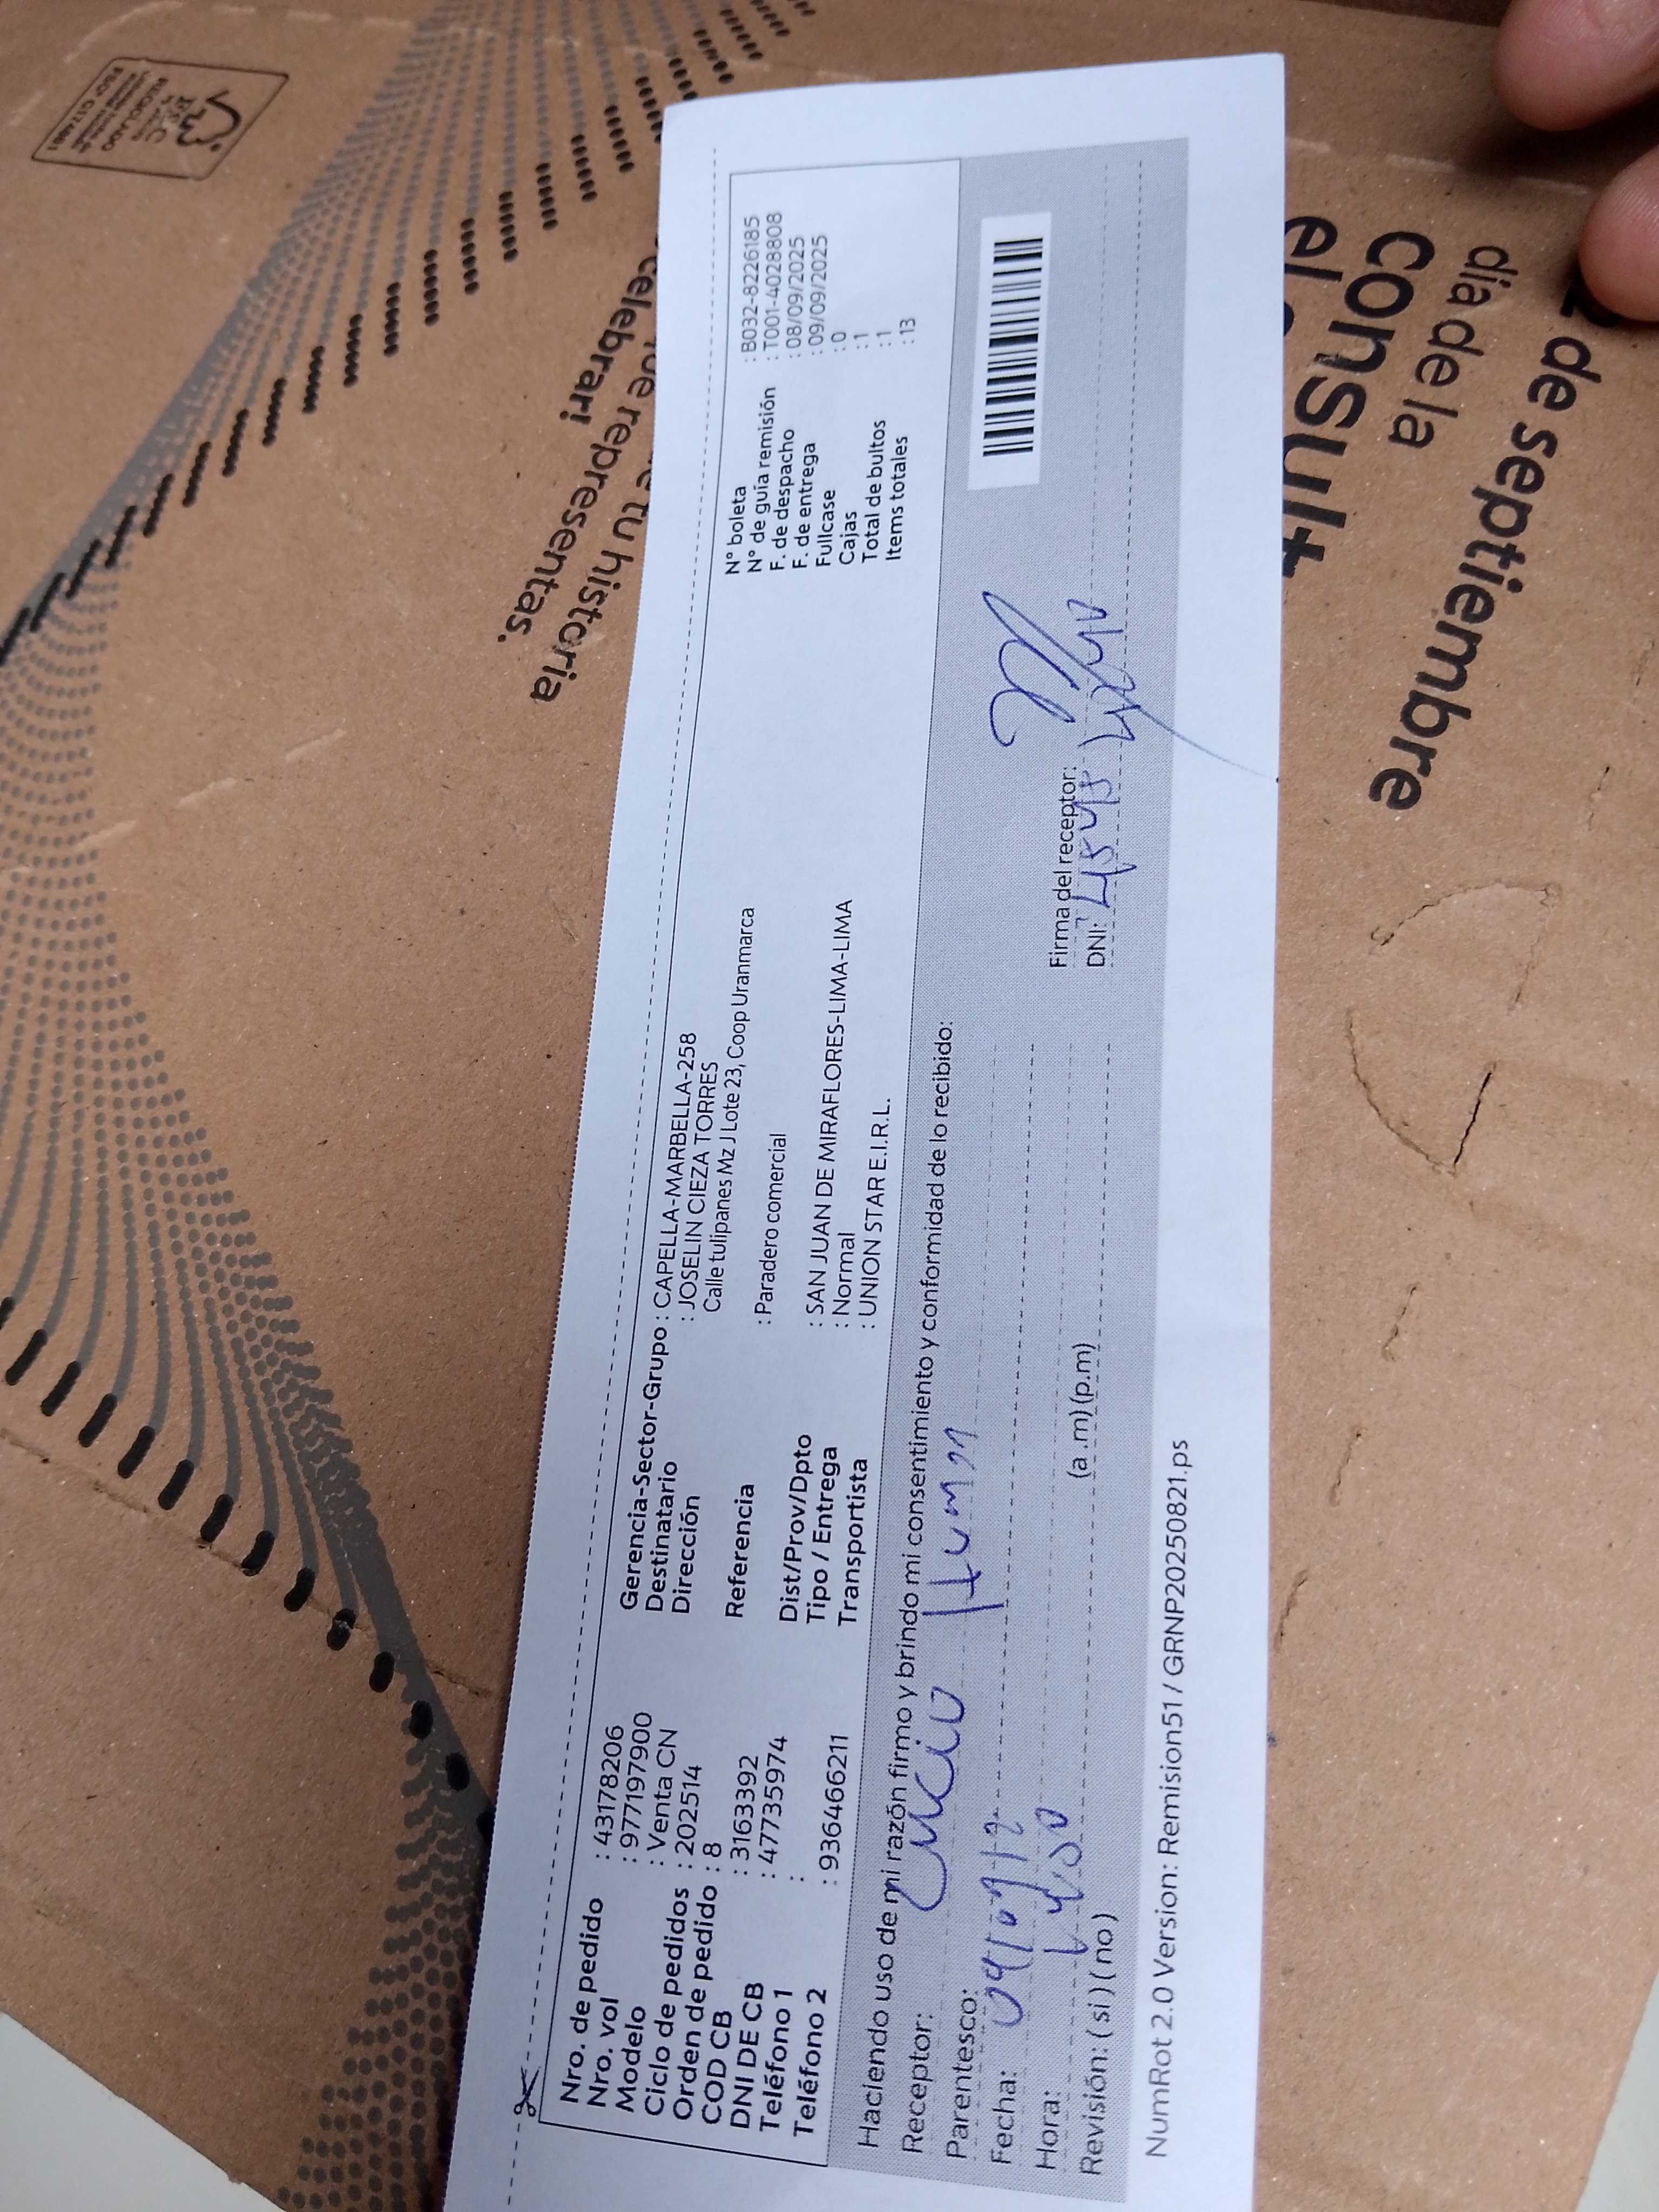 Nro. de pedido : 43178206
Nro. vol : 977197900
Modelo : Venta CN
Ciclo de pedidos : 202514
Orden de pedido : 8
COD CB : 3163392
DNI DE CB : 47735974
Teléfono 1 :
Teléfono 2 : 936466211
Gerencia-Sector-Grupo : CAPELLA-MARBELLA-258
Destinatario : JOSELIN CIEZA TORRES
Dirección Calle tulipanes Mz J Lote 23, Coop Uranmarca
Referencia : Paradero comercial
Dist/Prov/Dpto : SAN JUAN DE MIRAFLORES-LIMA-LIMA
Tipo / Entrega : Normal
Transportista : UNION STAR E.I.R.L.
N° boleta : B032-8226185
N° de guía remisión : T001-4028808
F. de despacho : 08/09/2025
F. de entrega : 09/09/2025
Fullcase : 0
Cajas : 1
Total de bultos : 1
Items totales : 13
Haciendo uso de mi razón firmo y brindo mi consentimiento y conformidad de lo recibido:
Receptor:
Parentesco:
Fecha:
Hora: (a .m) (p.m)
Revisión: ( si ) ( no )
Firma del receptor:
DNI:
NumRot 2.0 Version: Remision51 / GRNP20250821.ps
de septiembre
día de la
consult
el
tu historia
representas.
celebrar!
FSC
RECICLADO